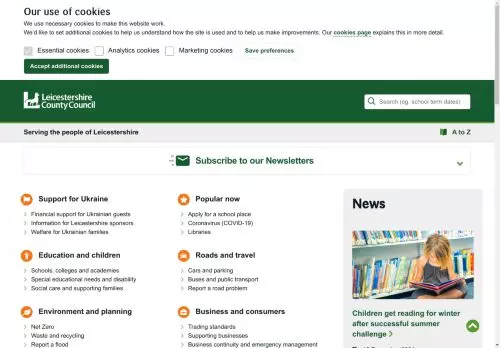 Our use of cookies
We use necessary cookies to make this website work.
We'd like to set additional cookies to help us understand how the site is used and to help us make improvements. Our cookies page explains this in more detail.
Essential cookies Analytics cookies Marketing cookies Save preferences
Accept additional cookies
Leicestershire
County Council
Search (eg. school term dates)
Serving the people of Leicestershire
A to Z
Subscribe to our Newsletters
Support for Ukraine
Financial support for Ukrainian guests
Information for Leicestershire sponsors
Welfare for Ukrainian families
Popular now
Apply for a school place
Coronavirus (COVID-19)
Libraries
Education and children
Schools, colleges and academies
Special educational needs and disability
Social care and supporting families
Roads and travel
Cars and parking
Buses and public transport
Report a road problem
Environment and planning
Net Zero
Waste and recycling
Report a flood
Business and consumers
Trading standards
Supporting businesses
Business continuity and emergency management
News
Children get reading for winter
after successful summer
challenge